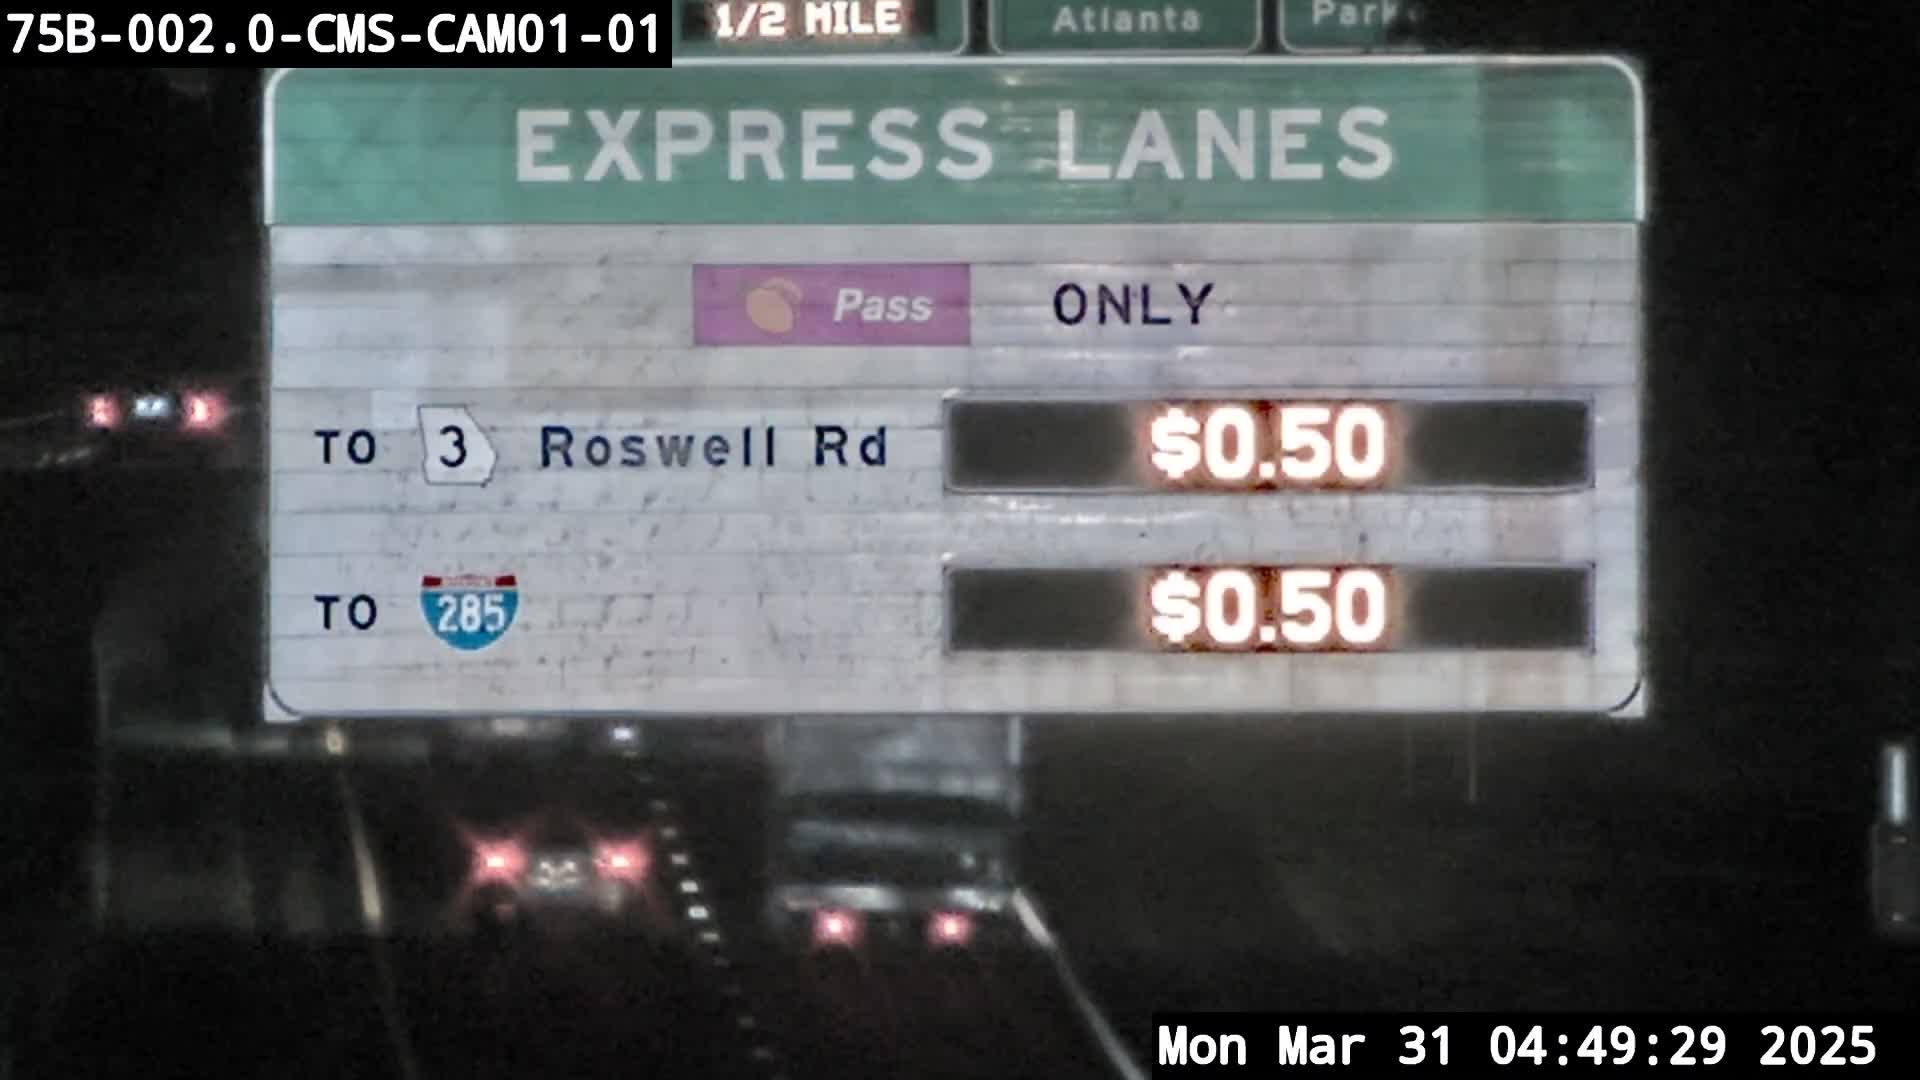 75B-002.0-CMS-CAM01-01
1/2 MILE
Atlanta
EXPRESS LANES
Pass ONLY
TO 3 Roswell Rd $0.50
TO 285 $0.50
Mon Mar 31 04:49:29 2025